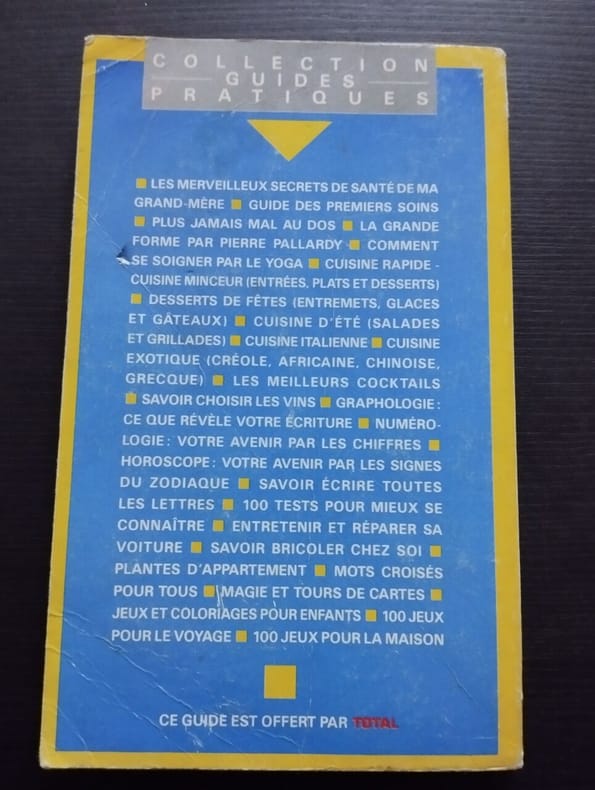 COLLECTION
GUIDES
PRATIQUES
■ LES MERVEILLEUX SECRETS DE SANTÉ DE MA
GRAND-MÈRE ■ GUIDE DES PREMIERS SOINS
■ PLUS JAMAIS MAL AU DOS ■ LA GRANDE
FORME PAR PIERRE PALLARDY ■ COMMENT
SE SOIGNER PAR LE YOGA ■ CUISINE RAPIDE -
CUISINE MINCEUR (ENTRÉES, PLATS ET DESSERTS)
■ DESSERTS DE FÊTES (ENTREMETS, GLACES
ET GÂTEAUX) ■ CUISINE D'ÉTÉ (SALADES
ET GRILLADES) ■ CUISINE ITALIENNE ■ CUISINE
EXOTIQUE (CRÉOLE, AFRICAINE, CHINOISE,
GRECQUE) ■ LES MEILLEURS COCKTAILS
■ SAVOIR CHOISIR LES VINS ■ GRAPHOLOGIE :
CE QUE RÉVÈLE VOTRE ÉCRITURE ■ NUMÉRO-
LOGIE : VOTRE AVENIR PAR LES CHIFFRES ■
HOROSCOPE : VOTRE AVENIR PAR LES SIGNES
DU ZODIAQUE ■ SAVOIR ÉCRIRE TOUTES
LES LETTRES ■ 100 TESTS POUR MIEUX SE
CONNAÎTRE ■ ENTRETENIR ET RÉPARER SA
VOITURE ■ SAVOIR BRICOLER CHEZ SOI ■
PLANTES D'APPARTEMENT ■ MOTS CROISÉS
POUR TOUS ■ MAGIE ET TOURS DE CARTES ■
JEUX ET COLORIAGES POUR ENFANTS ■ 100 JEUX
POUR LE VOYAGE ■ 100 JEUX POUR LA MAISON
CE GUIDE EST OFFERT PAR TOTAL